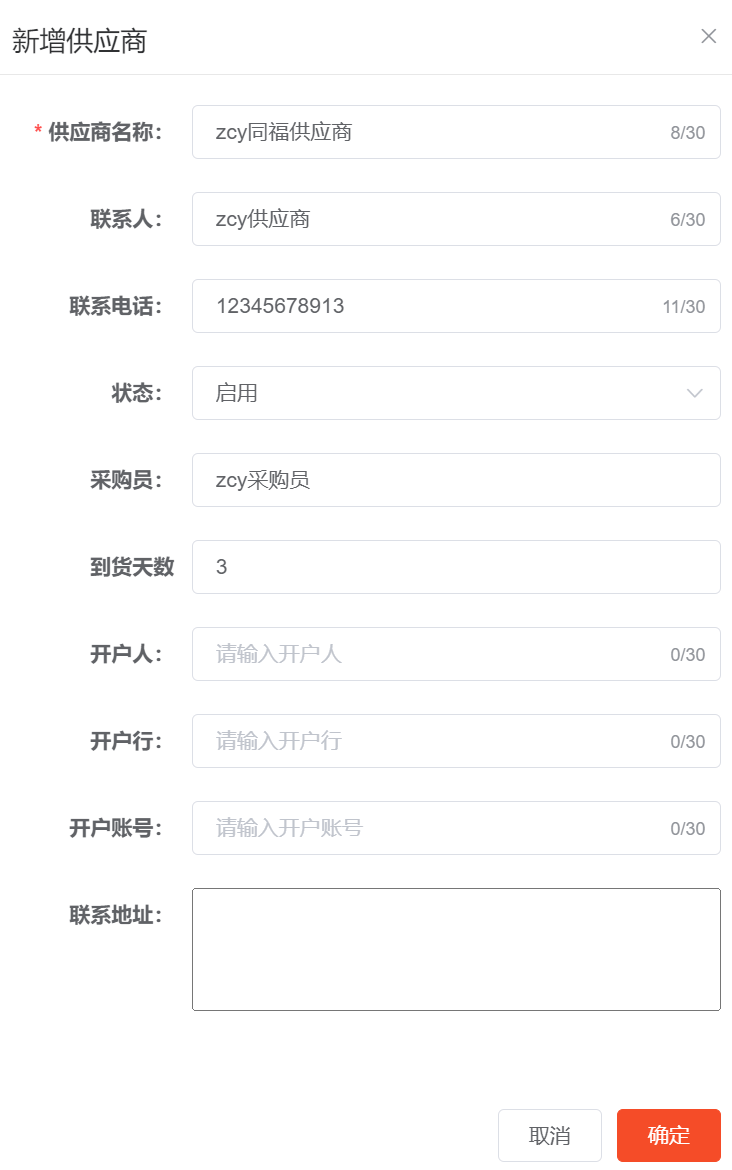 新增供应商
* 供应商名称： zcy同福供应商 8/30
联系人： zcy供应商 6/30
联系电话： 12345678913 11/30
状态： 启用
采购员： zcy采购员
到货天数 3
开户人： 请输入开户人 0/30
开户行： 请输入开户行 0/30
开户账号： 请输入开户账号 0/30
联系地址：
取消 确定